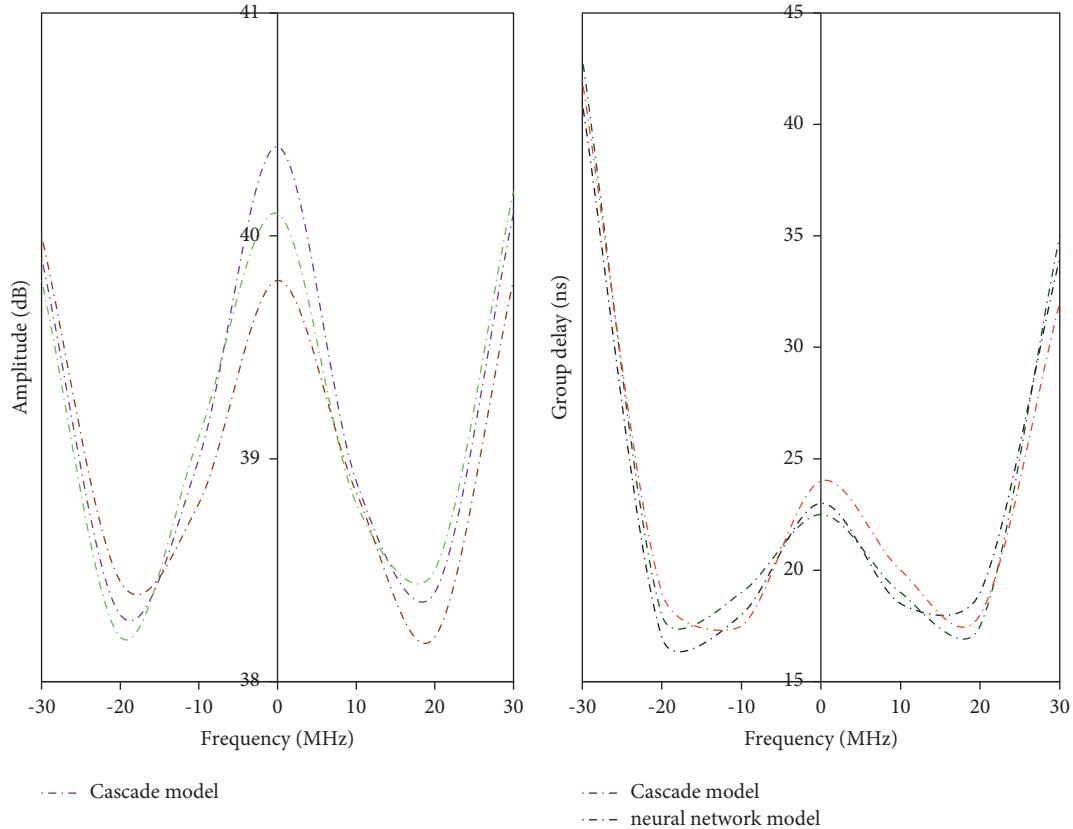 41
40
39
38
Amplitude (dB)
-30 -20 -10 0 10 20 30
Frequency (MHz)
Cascade model
45
40
35
30
25
20
15
Group delay (ns)
-30 -20 -10 0 10 20 30
Frequency (MHz)
Cascade model
neural network model